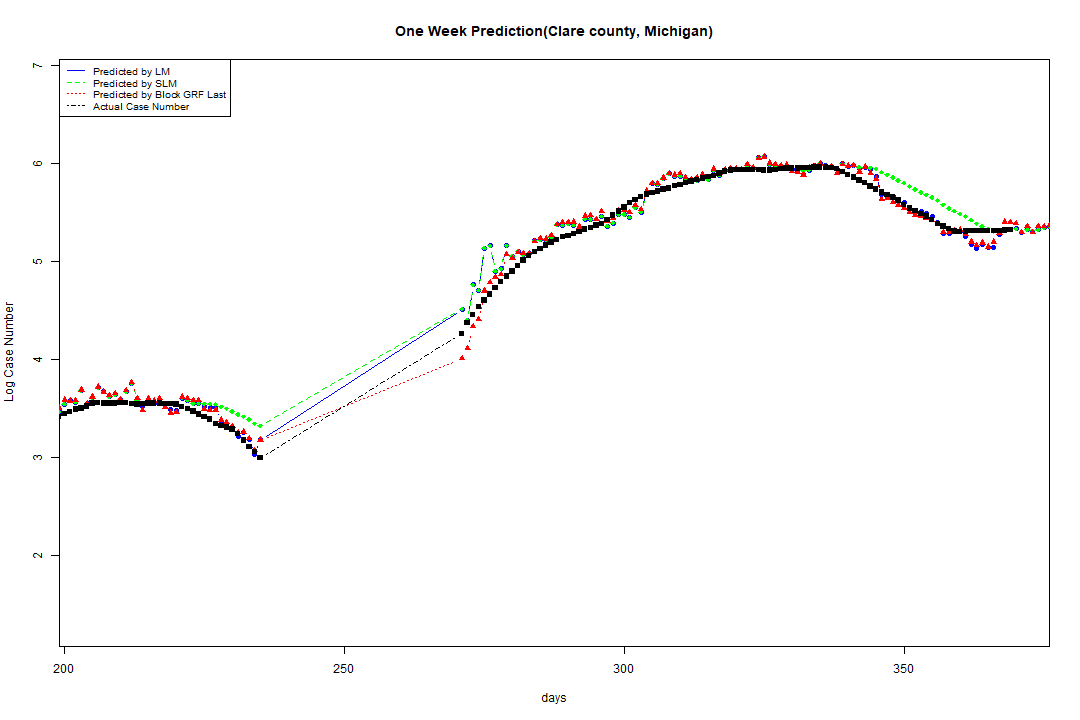 One Week Prediction(Clare county, Michigan)
Predicted by LM
Predicted by SLM
Predicted by Block GRF Last
Actual Case Number
Log Case Number
7
6
5
4
3
2
200 250 300 350
days